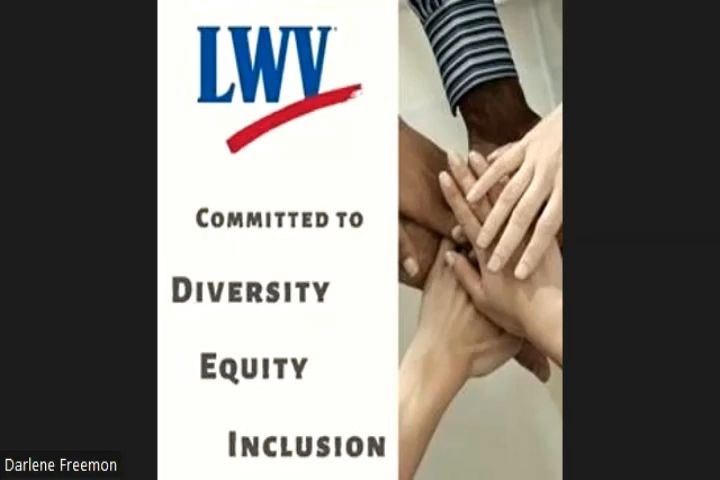 LWV
COMMITTED TO
DIVERSITY
EQUITY
INCLUSION
Darlene Freemon